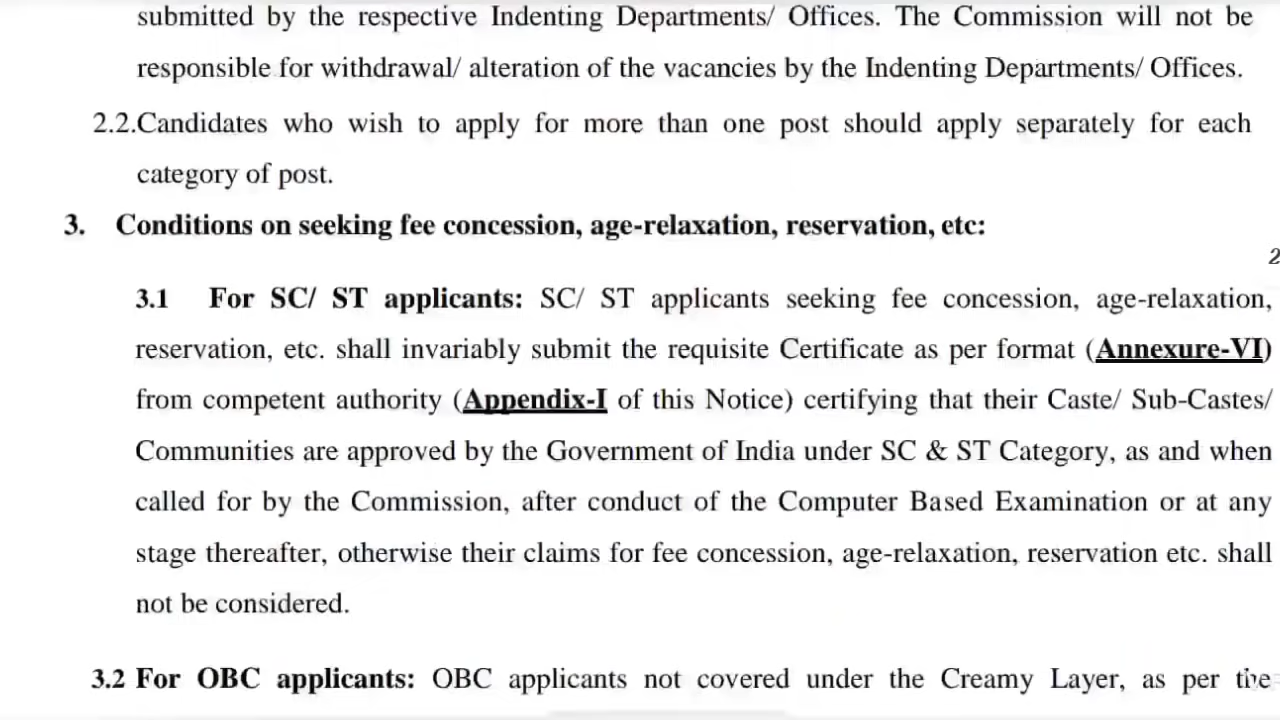 submitted by the respective Indenting Departments/ Offices. The Commission will not be
responsible for withdrawal/ alteration of the vacancies by the Indenting Departments/ Offices.
2.2.Candidates who wish to apply for more than one post should apply separately for each
category of post.
3. Conditions on seeking fee concession, age-relaxation, reservation, etc:
2
3.1 For SC/ ST applicants: SC/ ST applicants seeking fee concession, age-relaxation,
reservation, etc. shall invariably submit the requisite Certificate as per format (Annexure-VI)
from competent authority (Appendix-I of this Notice) certifying that their Caste/ Sub-Castes/
Communities are approved by the Government of India under SC & ST Category, as and when
called for by the Commission, after conduct of the Computer Based Examination or at any
stage thereafter, otherwise their claims for fee concession, age-relaxation, reservation etc. shall
not be considered.
3.2 For OBC applicants: OBC applicants not covered under the Creamy Layer, as per the